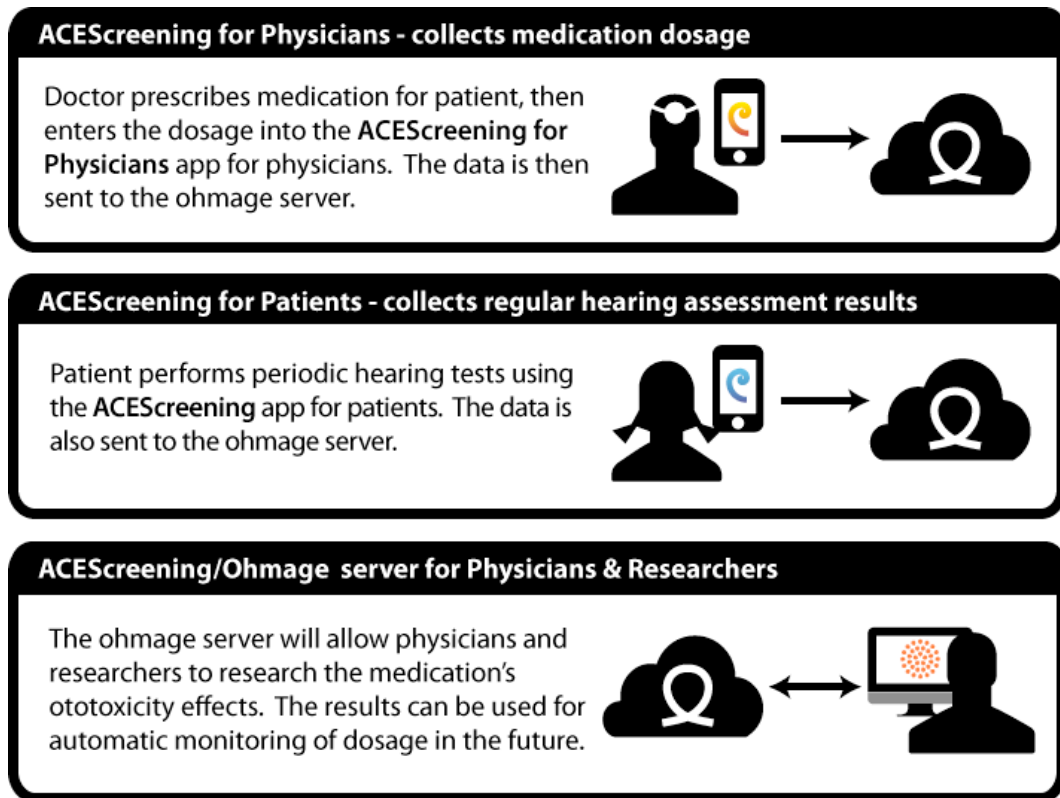 ACEScreening for Physicians - collects medication dosage
Doctor prescribes medication for patient, then
enters the dosage into the ACEScreening for
Physicians app for physicians. The data is then
sent to the ohmage server.
ACEScreening for Patients - collects regular hearing assessment results
Patient performs periodic hearing tests using
the ACEScreening app for patients. The data is
also sent to the ohmage server.
ACEScreening/Ohmage server for Physicians & Researchers
The ohmage server will allow physicians and
researchers to research the medication's
ototoxicity effects. The results can be used for
automatic monitoring of dosage in the future.